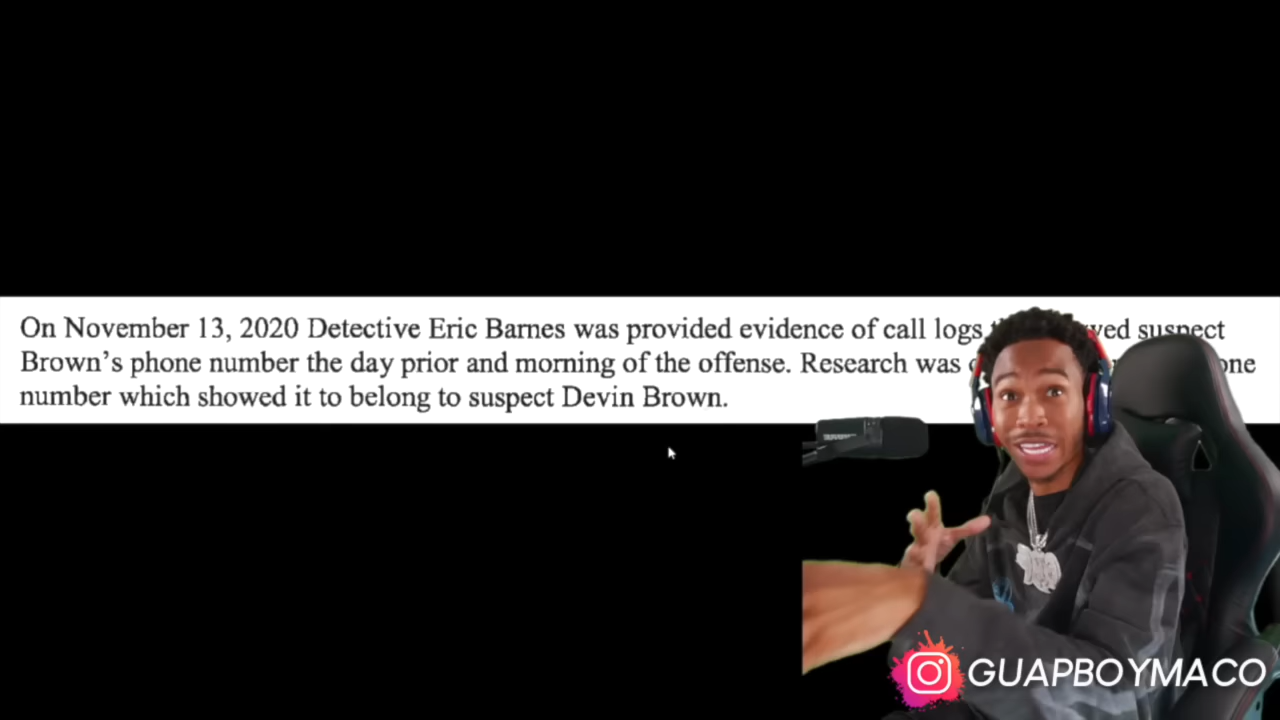 On November 13, 2020 Detective Eric Barnes was provided evidence of call logs suspect
Brown's phone number the day prior and morning of the offense. Research was
number which showed it to belong to suspect Devin Brown.
GUAPBOYMACO